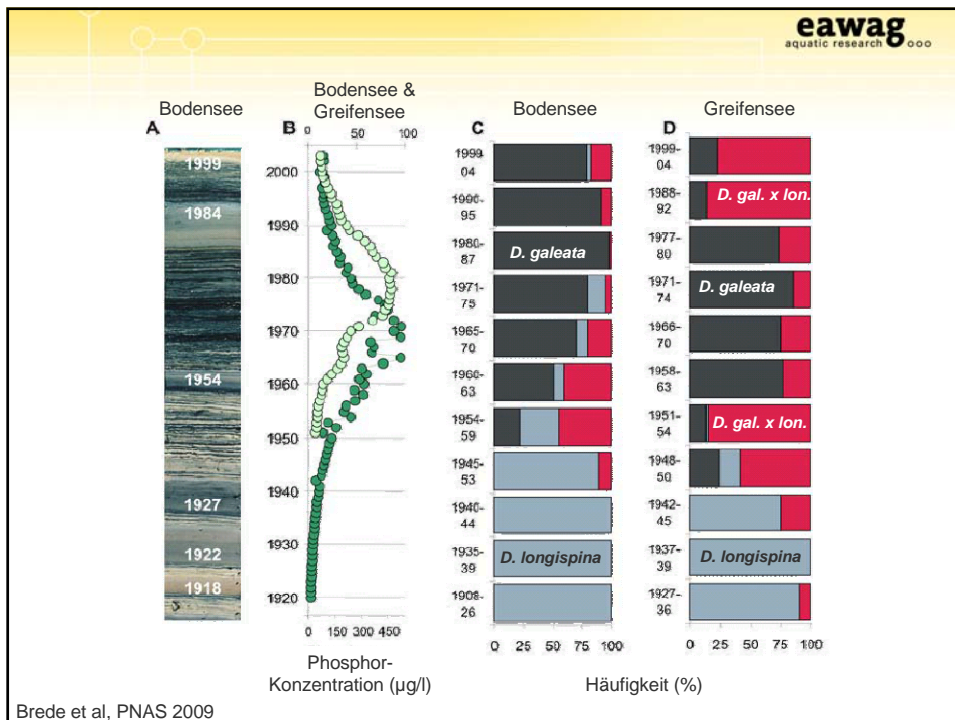 eawag
aquatic research ooo
Bodensee
Bodensee &
Greifensee
Bodensee
Greifensee
A
B
C
D
0
50
100
1999
1984
1954
1927
1922
1918
2000
1990
1980
1970
1960
1950
1940
1930
1920
0 150 300 450
Phosphor-
Konzentration (µg/l)
1999-
04
95
1980-
87
D. galeata
1971-
75
1965-
70
1960-
63
1954-
59
1945-
53
1940-
44
1935-
39
D. longispina
1908-
26
0 25 50 75 100
1999-
04
1988-
92
D. gal. x lon.
1977-
80
1971-
74
D. galeata
1966-
70
1958-
63
1951-
54
D. gal. x lon.
1948-
50
1942-
45
1937-
39
D. longispina
1927-
36
0 25 50 75 100
Häufigkeit (%)
Brede et al, PNAS 2009